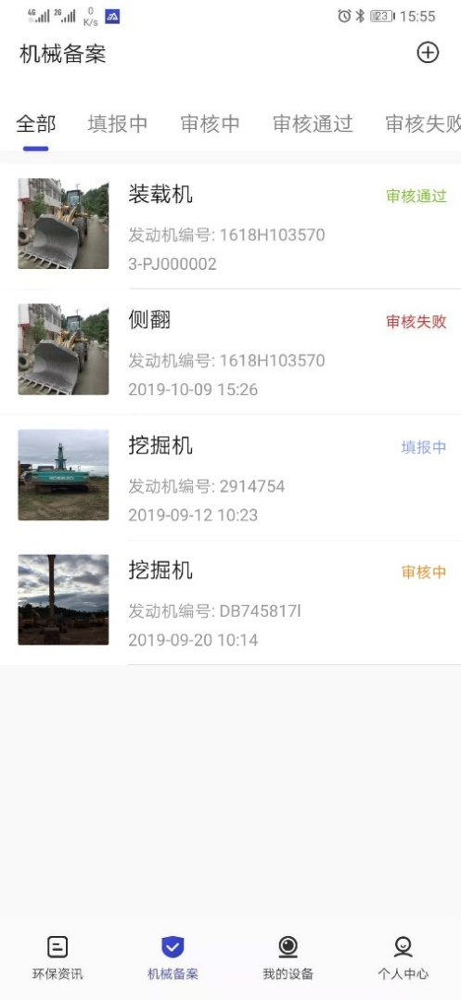 4G 2G 0 K/s 23 15:55
机械备案
全部 填报中 审核中 审核通过 审核失败
装载机 审核通过
发动机编号: 1618H103570
3-PJ000002
侧翻 审核失败
发动机编号: 1618H103570
2019-10-09 15:26
挖掘机 填报中
发动机编号: 2914754
2019-09-12 10:23
挖掘机 审核中
发动机编号: DB745817l
2019-09-20 10:14
环保资讯 机械备案 我的设备 个人中心